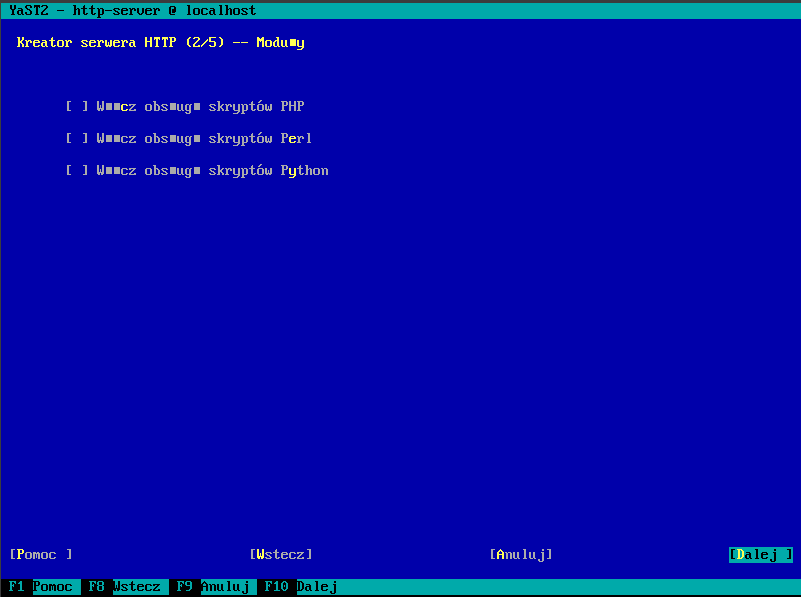 YaST2 - http-server @ localhost
Kreator serwera HTTP (2/5) -- Modu■y
[ ] W■■cz obs■ug■ skryptów PHP
[ ] W■■cz obs■ug■ skryptów Perl
[ ] W■■cz obs■ug■ skryptów Python
[Pomoc ] [Wstecz] [Anuluj] [Dalej ]
F1 Pomoc F8 Wstecz F9 Anuluj F10 Dalej